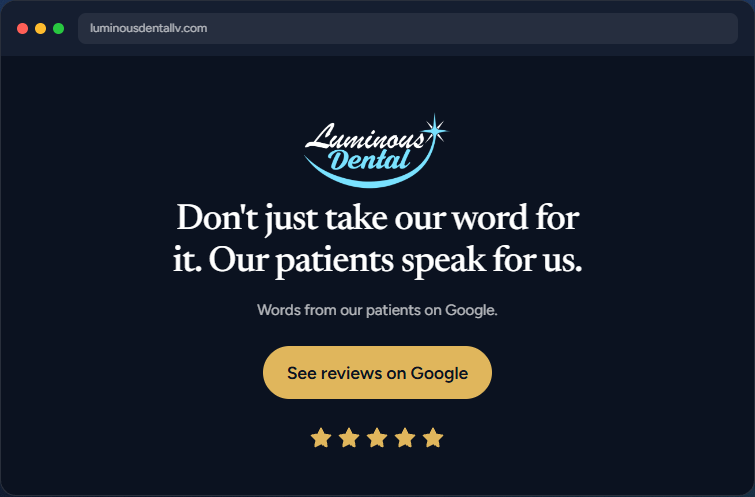 luminousdentallv.com
Luminous
Dental
Don't just take our word for
it. Our patients speak for us.
Words from our patients on Google.
See reviews on Google